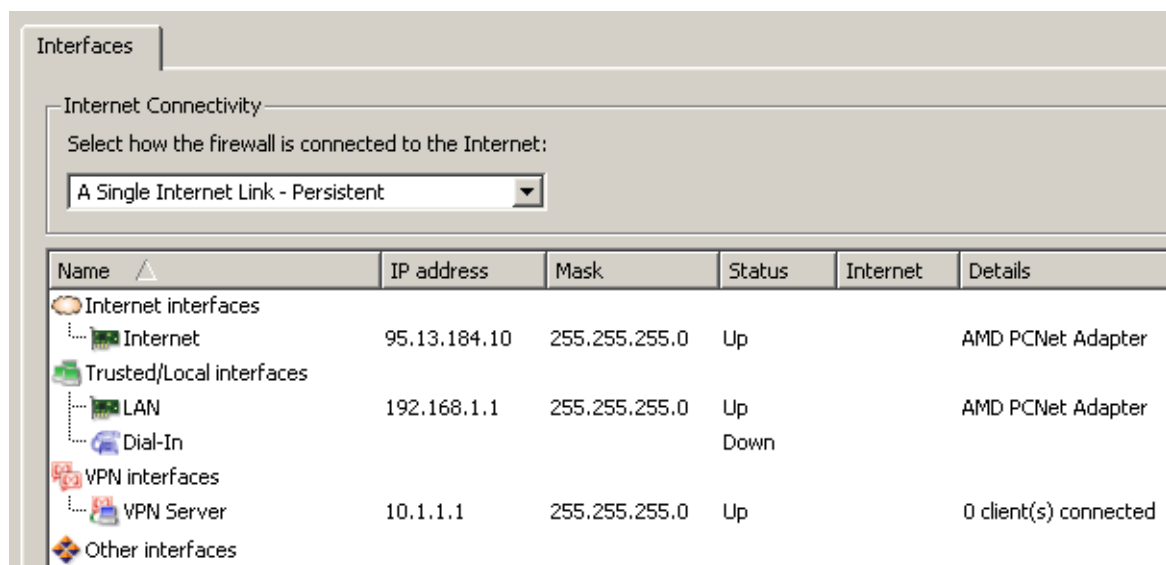 Interfaces
Internet Connectivity
Select how the firewall is connected to the Internet:
A Single Internet Link - Persistent
Name IP address Mask Status Internet Details
Internet interfaces
Internet 95.13.184.10 255.255.255.0 Up AMD PCNet Adapter
Trusted/Local interfaces
LAN 192.168.1.1 255.255.255.0 Up AMD PCNet Adapter
Dial-In Down
VPN interfaces
VPN Server 10.1.1.1 255.255.255.0 Up 0 client(s) connected
Other interfaces